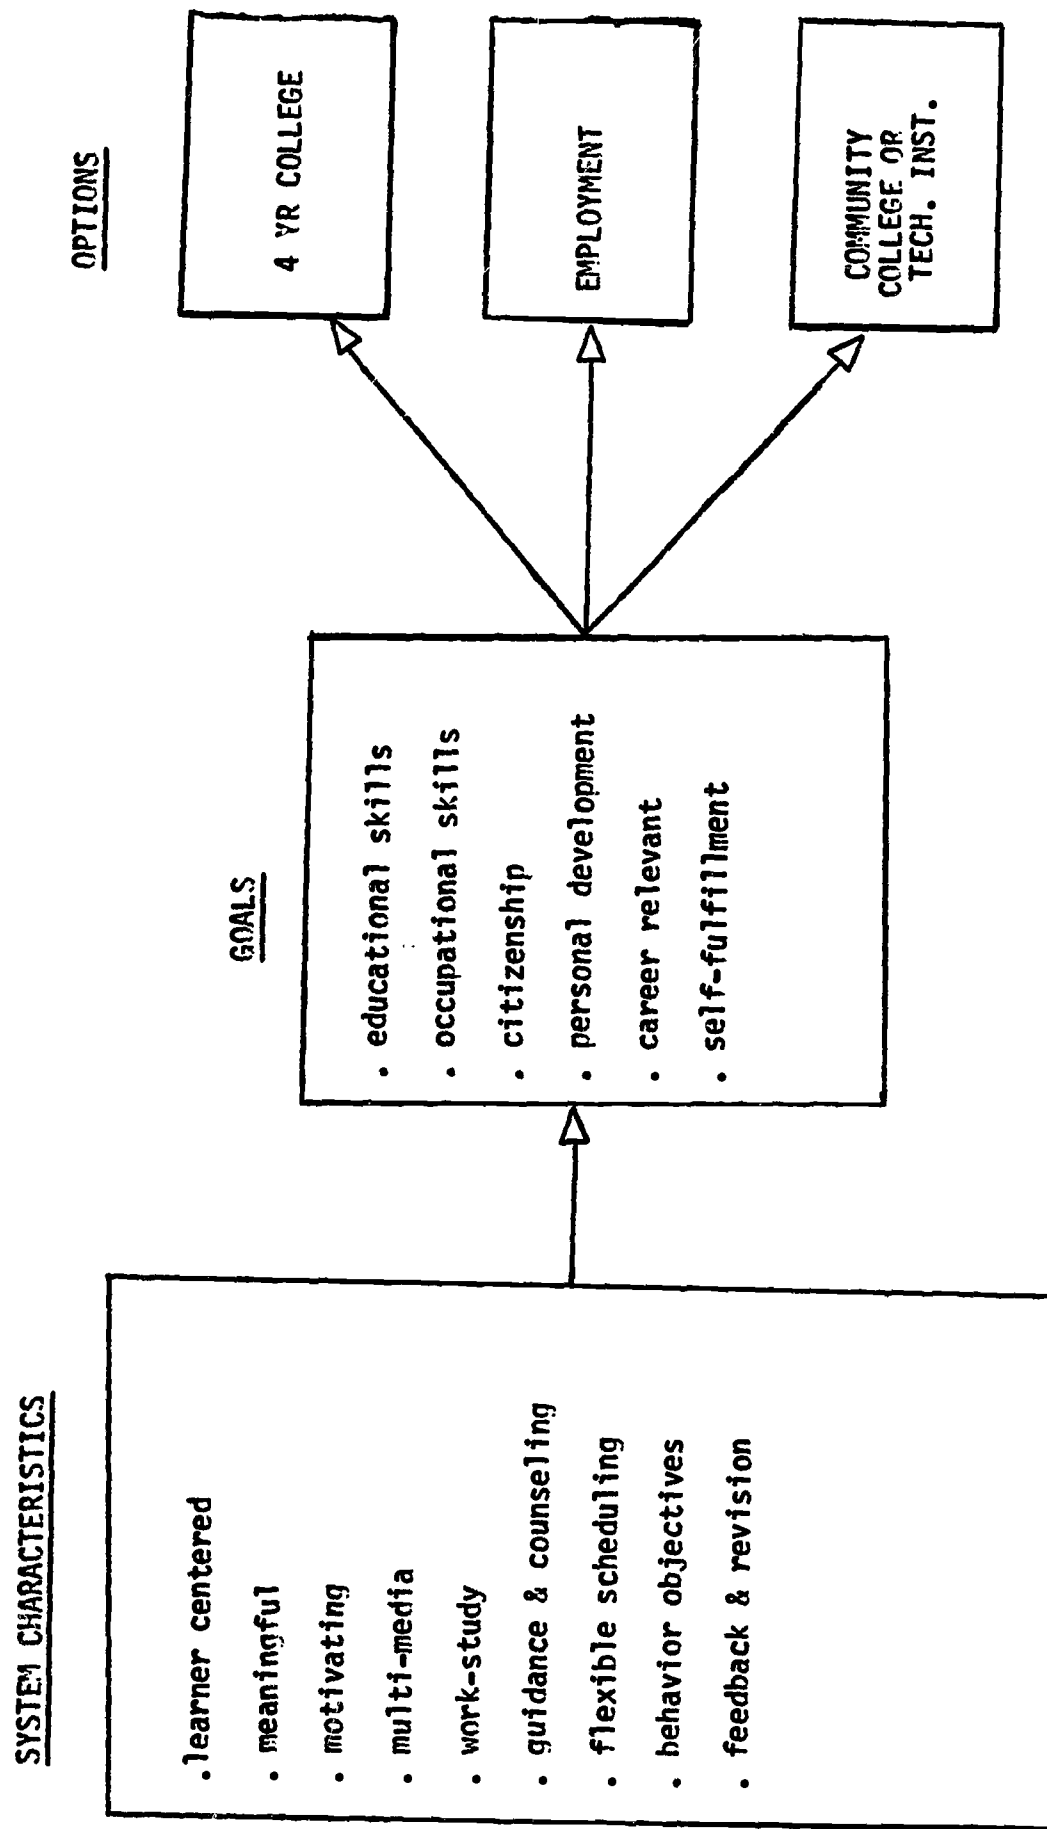 SYSTEM CHARACTERISTICS
.learner centered
. meaningful
. motivating
. multi-media
. work-study
. guidance & counseling
. flexible scheduling
. behavior objectives
. feedback & revision
GOALS
. educational skills
. occupational skills
. citizenship
. personal development
. career relevant
. self-fulfillment
OPTIONS
4 YR COLLEGE
EMPLOYMENT
COMMUNITY
COLLEGE OR
TECH. INST.